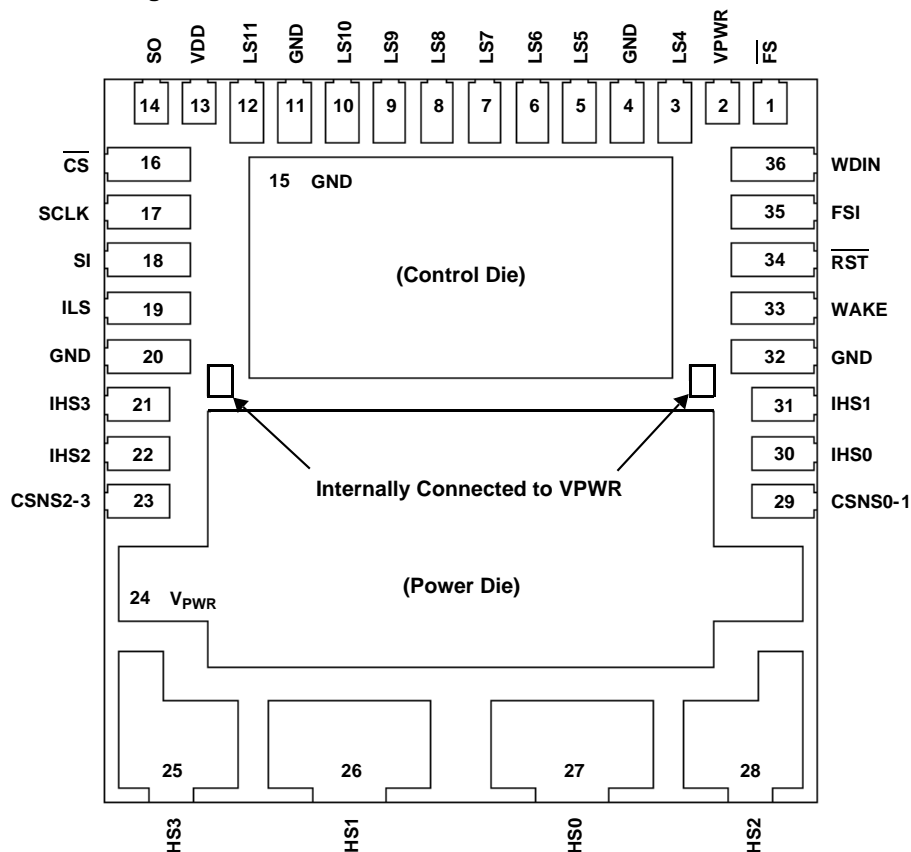 SO VDD LS11 GND LS10 LS9 LS8 LS7 LS6 LS5 GND LS4 VPWR F̅S̅
14 13 12 11 10 9 8 7 6 5 4 3 2 1
C̅S̅ 16 36 WDIN
15 GND
SCLK 17 35 FSI
SI 18 34 R̅S̅T̅
(Control Die)
ILS 19 33 WAKE
GND 20 32 GND
IHS3 21 31 IHS1
IHS2 22 30 IHS0
Internally Connected to VPWR
CSNS2-3 23 29 CSNS0-1
(Power Die)
24 VPWR
25 26 27 28
HS3 HS1 HS0 HS2